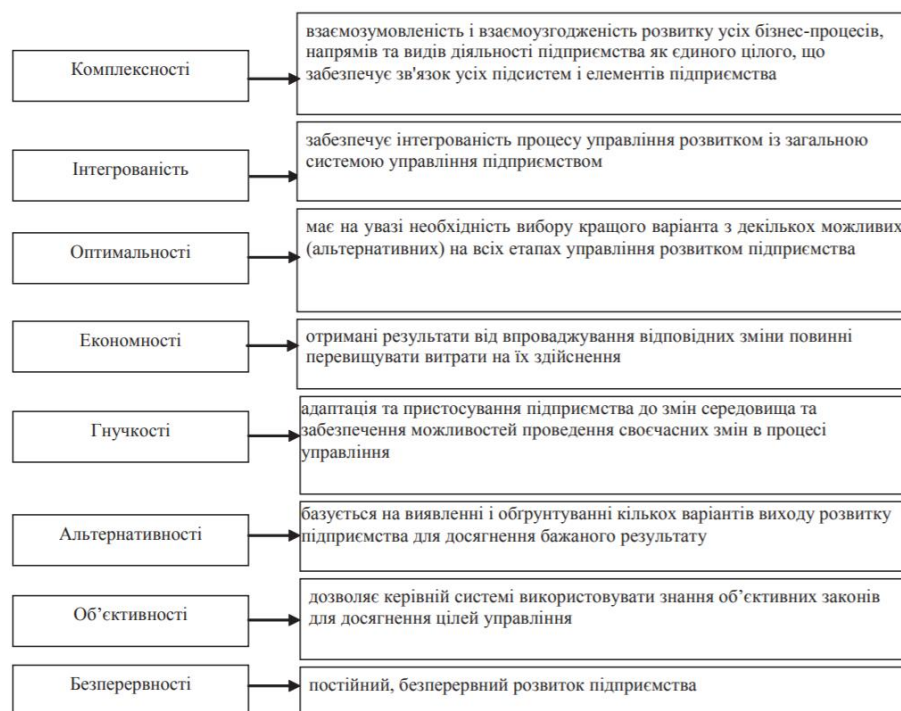 Комплексності
взаємозумовленість і взаємоузгодженість розвитку усіх бізнес-процесів,
напрямів та видів діяльності підприємства як єдиного цілого, що
забезпечує зв'язок усіх підсистем і елементів підприємства
Інтегрованість
забезпечує інтегрованість процесу управління розвитком із загальною
системою управління підприємством
Оптимальності
має на увазі необхідність вибору кращого варіанта з декількох можливих
(альтернативних) на всіх етапах управління розвитком підприємства
Економності
отримані результати від впроваджування відповідних зміни повинні
перевищувати витрати на їх здійснення
Гнучкості
адаптація та пристосування підприємства до змін середовища та
забезпечення можливостей проведення своєчасних змін в процесі
управління
Альтернативності
базується на виявленні і обґрунтуванні кількох варіантів виходу розвитку
підприємства для досягнення бажаного результату
Об’єктивності
дозволяє керівній системі використовувати знання об’єктивних законів
для досягнення цілей управління
Безперервності
постійний, безперервний розвиток підприємства